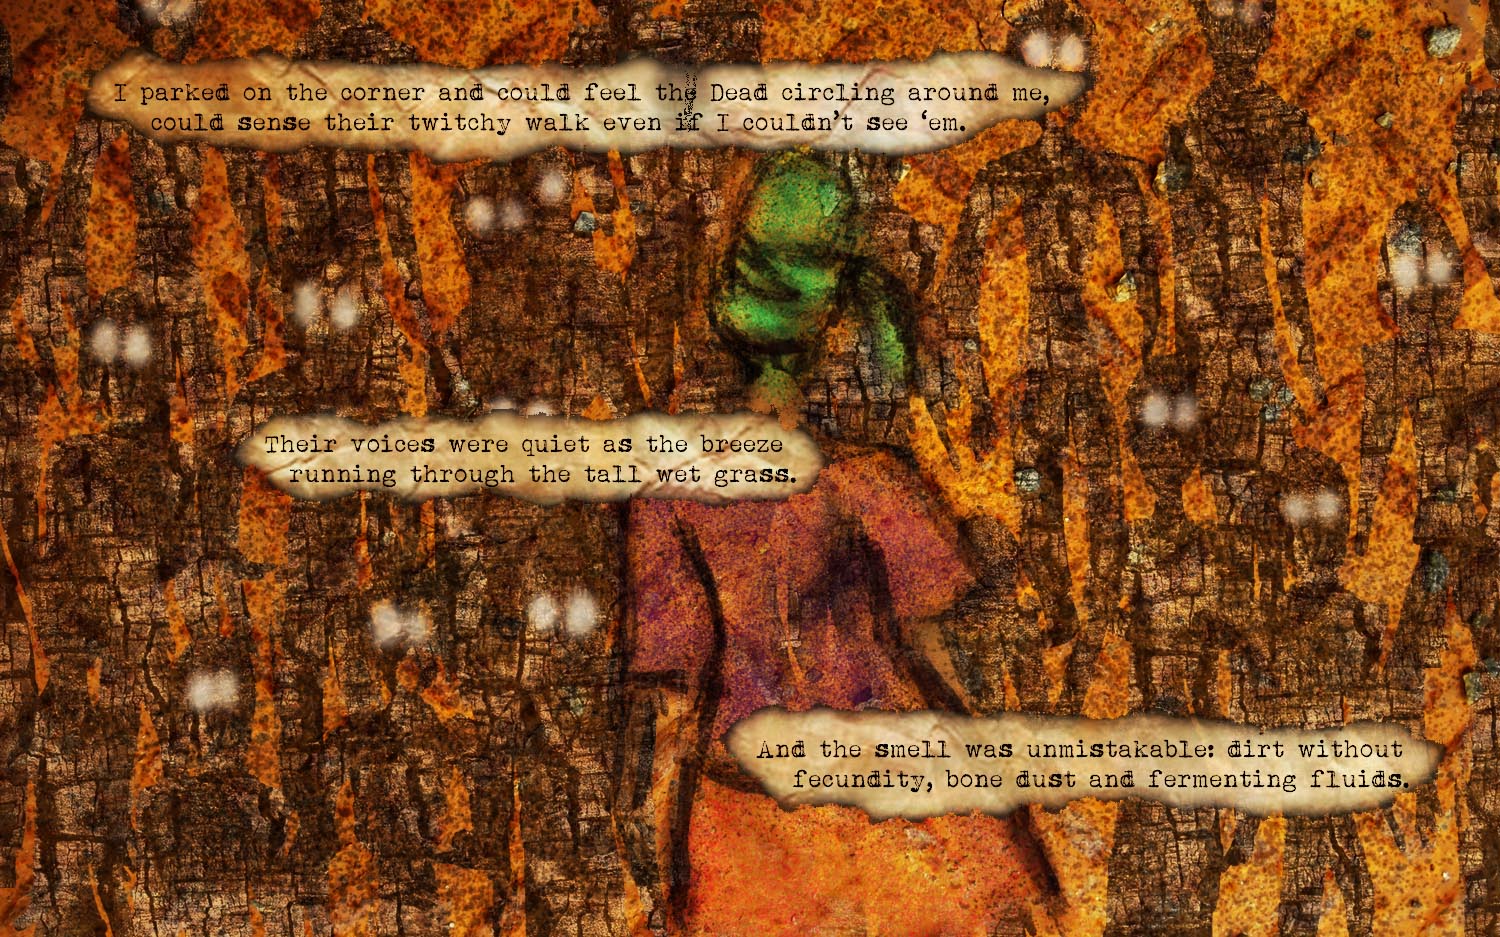 I parked on the corner and could feel the Dead circling around me,
could sense their twitchy walk even if I couldn’t see ‘em.
Their voices were quiet as the breeze
running through the tall wet grass.
And the smell was unmistakable: dirt without
fecundity, bone dust and fermenting fluids.